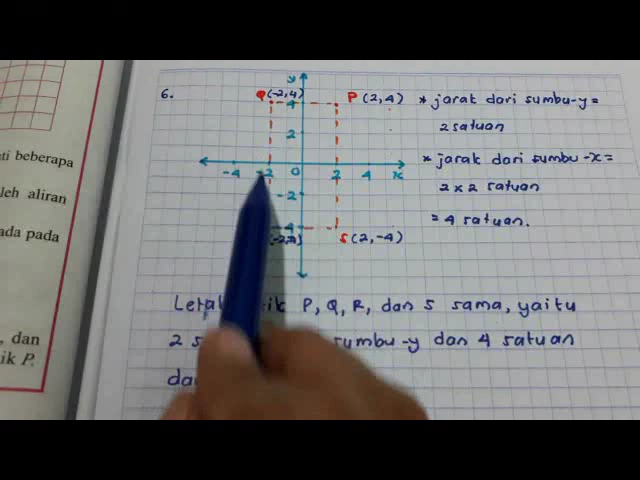 ti beberapa
leh aliran
ada pada
, dan
ik P.
6.
y
Q(-2,4)
4
P (2,4)
* jarak dari sumbu-y =
2 satuan
2
* jarak dari sumbu-x =
-4 -2 0 2 4 x
2 x 2 satuan
-2
= 4 satuan.
-4
S(2,-4)
P, Q, R, dan S sama, yaitu
2 sumbu-y dan 4 satuan